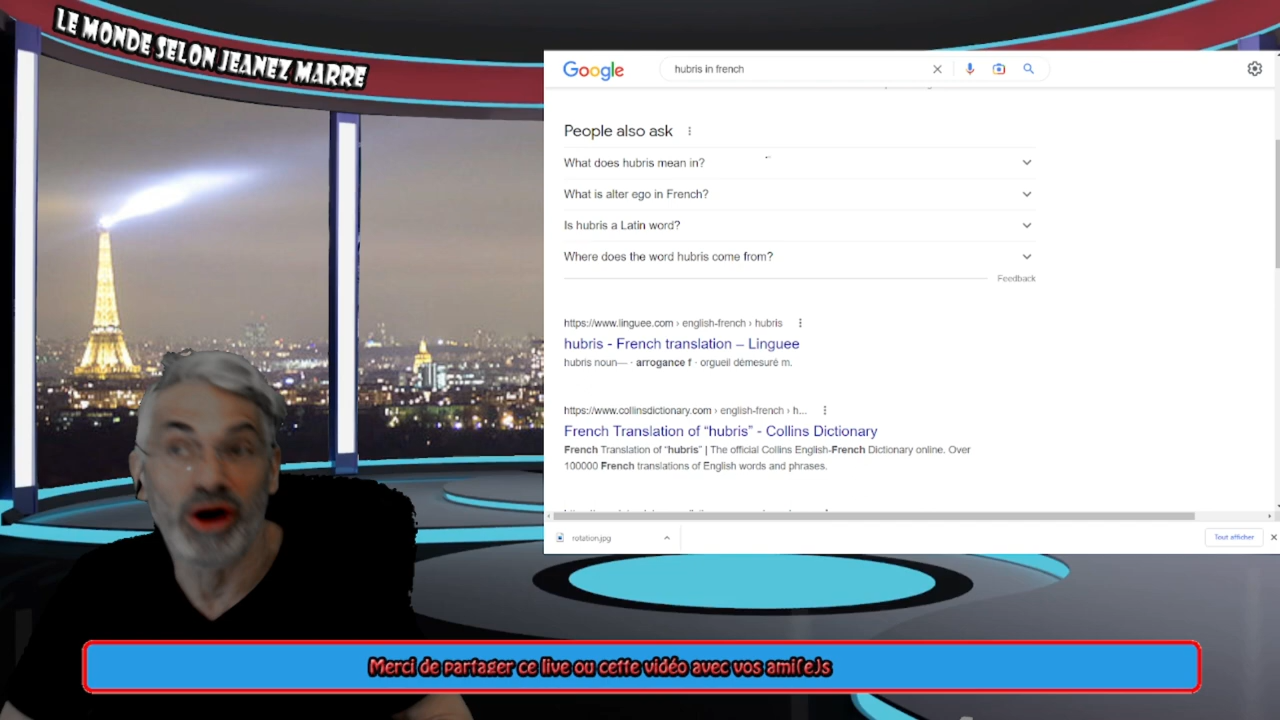 LE MONDE SELON JEANEZ MARRE
Google
hubris in french
People also ask
What does hubris mean in?
What is alter ego in French?
Is hubris a Latin word?
Where does the word hubris come from?
Feedback
https://www.linguee.com › english-french › hubris
hubris - French translation – Linguee
hubris noun— · arrogance f · orgueil démesuré m.
https://www.collinsdictionary.com › english-french › h...
French Translation of “hubris” - Collins Dictionary
French Translation of “hubris” | The official Collins English-French Dictionary online. Over
100000 French translations of English words and phrases.
rotation.jpg
Tout afficher
Merci de partager ce live ou cette vidéo avec vos ami(e)s